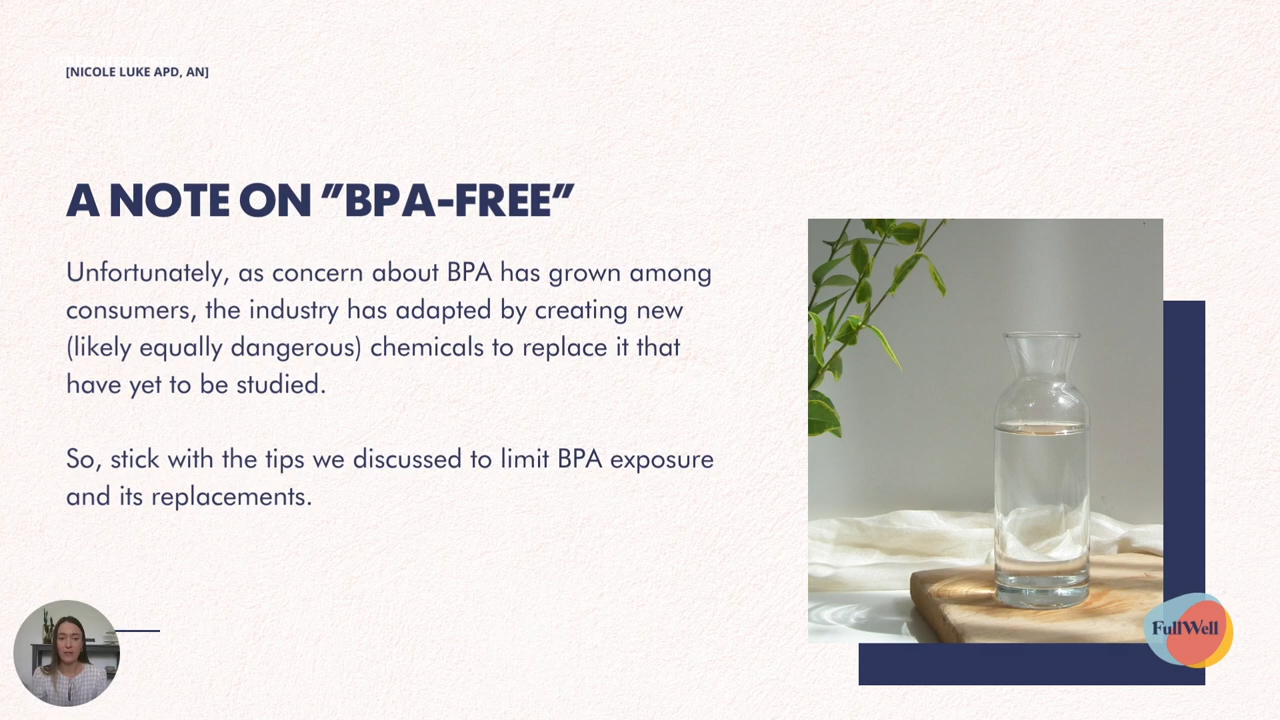 [NICOLE LUKE APD, AN]
A NOTE ON "BPA-FREE"
Unfortunately, as concern about BPA has grown among
consumers, the industry has adapted by creating new
(likely equally dangerous) chemicals to replace it that
have yet to be studied.
So, stick with the tips we discussed to limit BPA exposure
and its replacements.
FullWell